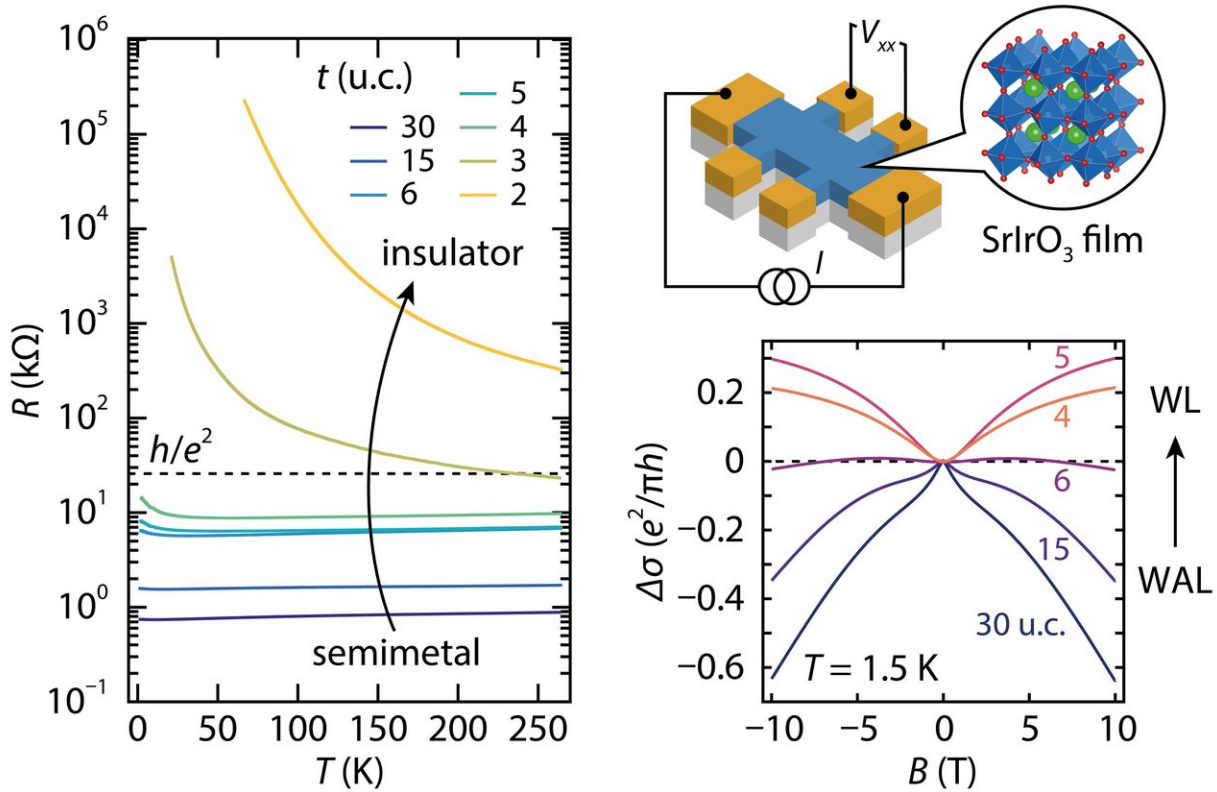 10⁶
10⁵
10⁴
10³
10²
10¹
10⁰
10⁻¹
R (kΩ)
t (u.c.)
30
15
6
5
4
3
2
insulator
h/e²
semimetal
0
50
100
150
200
250
T (K)
Vₓₓ
I
SrIrO₃ film
0.2
0
−0.2
−0.4
−0.6
Δσ (e²/πh)
5
4
6
15
30 u.c.
T = 1.5 K
−10
−5
0
5
10
B (T)
WL
WAL